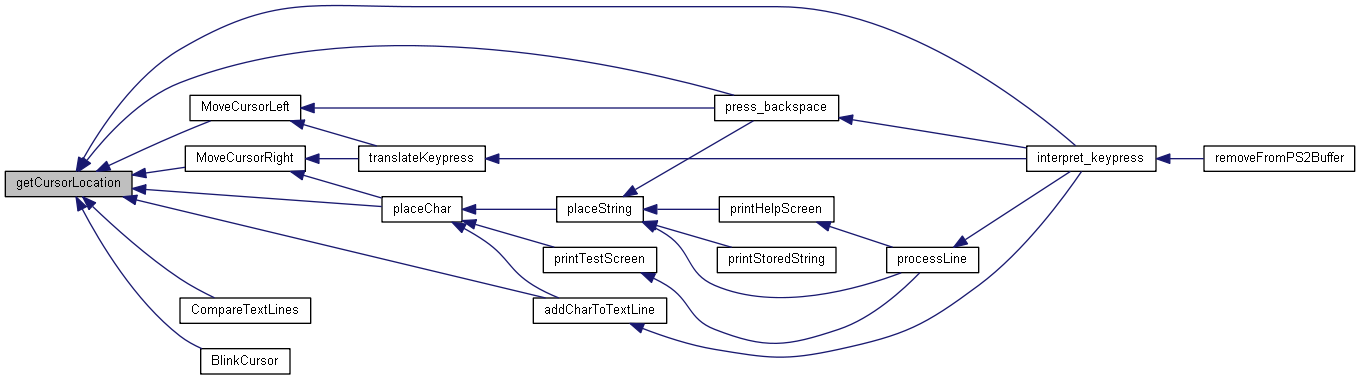 MoveCursorLeft
press_backspace
MoveCursorRight
translateKeypress
interpret_keypress
removeFromPS2Buffer
getCursorLocation
placeChar
placeString
printHelpScreen
printTestScreen
printStoredString
processLine
CompareTextLines
addCharToTextLine
BlinkCursor